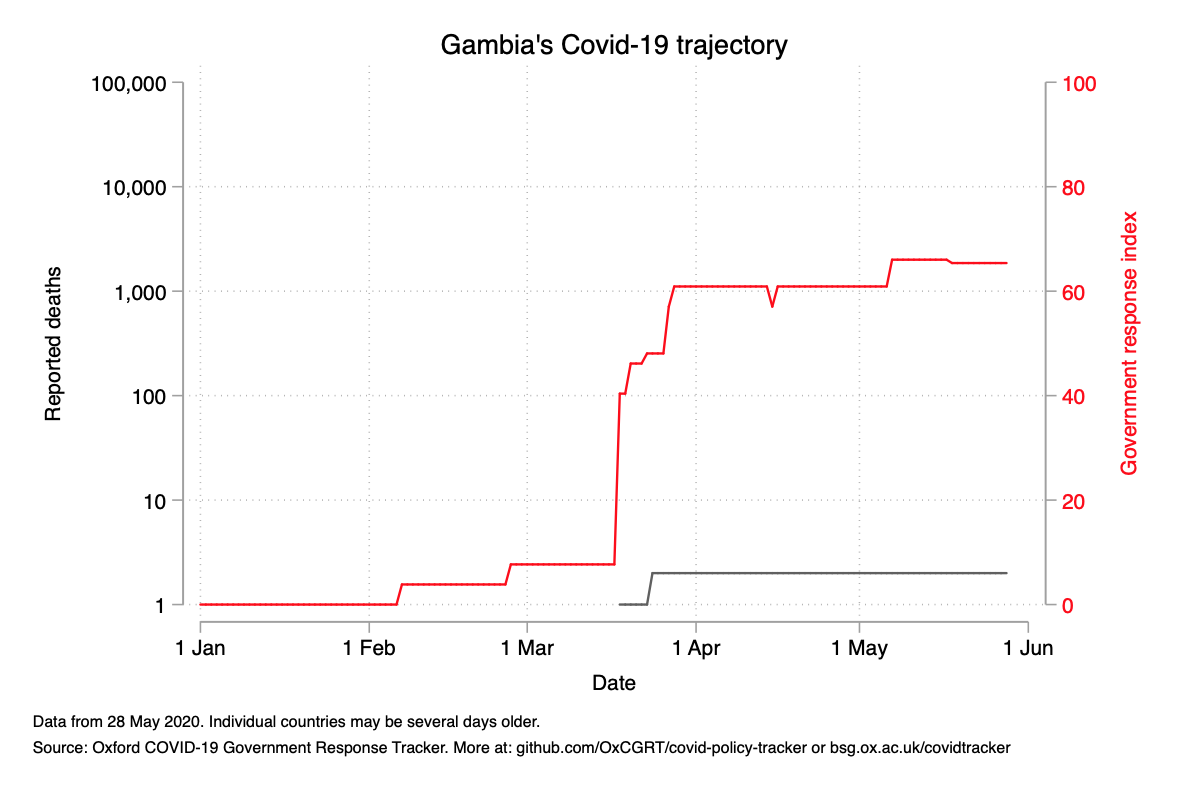 Gambia's Covid-19 trajectory
100,000
10,000
1,000
100
10
1
Reported deaths
100
80
60
40
20
0
Government response index
1 Jan
1 Feb
1 Mar
1 Apr
1 May
1 Jun
Date
Data from 28 May 2020. Individual countries may be several days older.
Source: Oxford COVID-19 Government Response Tracker. More at: github.com/OxCGRT/covid-policy-tracker or bsg.ox.ac.uk/covidtracker